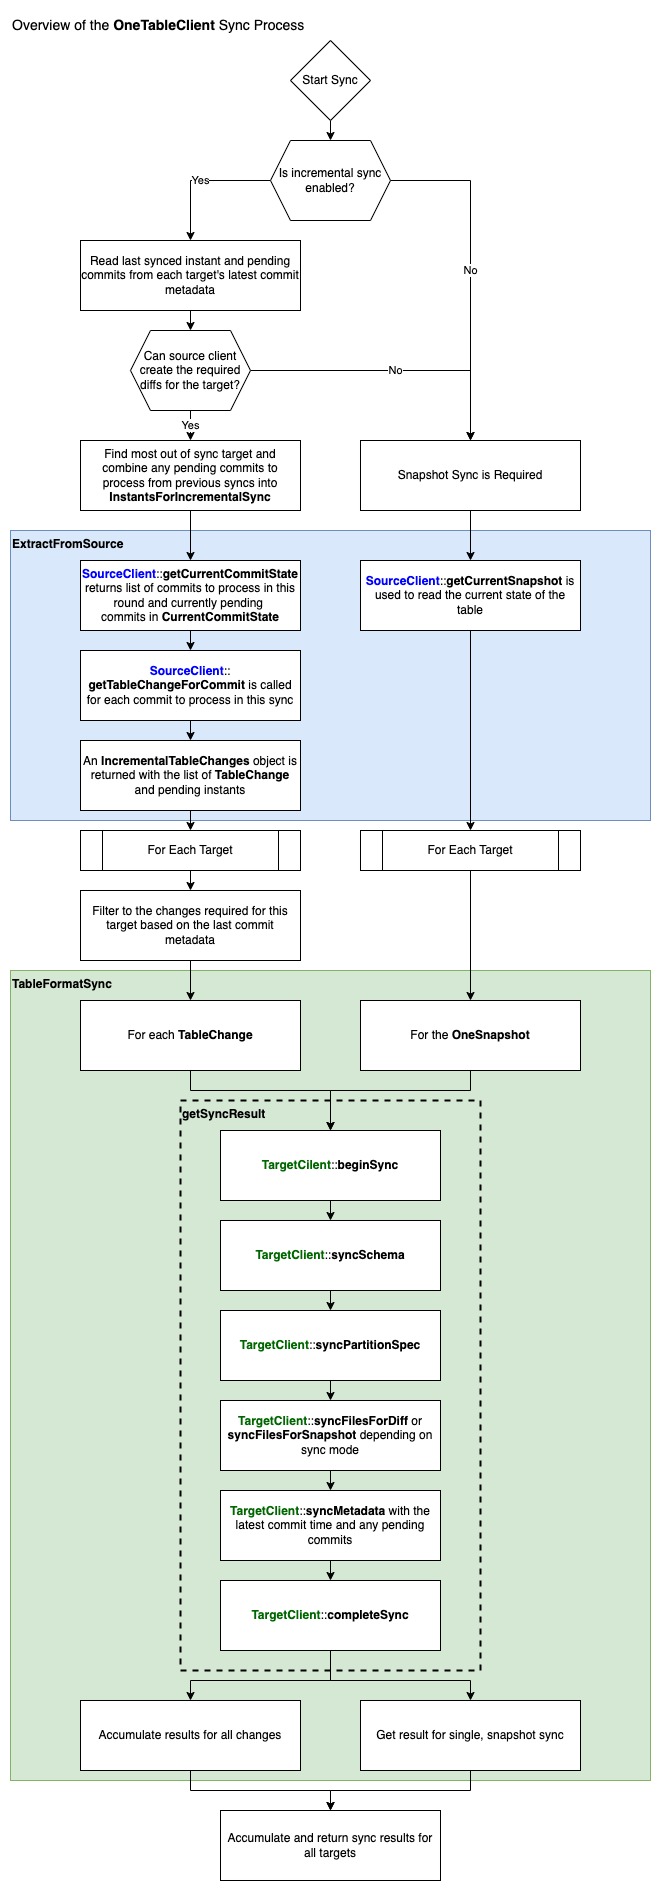 Overview of the OneTableClient Sync Process
Start Sync
Is incremental sync
enabled?
Yes
No
Read last synced instant and pending
commits from each target's latest commit
metadata
Can source client
create the required
diffs for the target?
No
Yes
Find most out of sync target and
combine any pending commits to
process from previous syncs into
InstantsForIncrementalSync
Snapshot Sync is Required
ExtractFromSource
SourceClient::getCurrentCommitState
returns list of commits to process in this
round and currently pending
commits in CurrentCommitState
SourceClient::getCurrentSnapshot is
used to read the current state of the
table
SourceClient::
getTableChangeForCommit is called
for each commit to process in this sync
An IncrementalTableChanges object is
returned with the list of TableChange
and pending instants
For Each Target
For Each Target
Filter to the changes required for this
target based on the last commit
metadata
TableFormatSync
For each TableChange
For the OneSnapshot
getSyncResult
TargetCilent::beginSync
TargetClient::syncSchema
TargetClient::syncPartitionSpec
TargetClient::syncFilesForDiff or
syncFilesForSnapshot depending on
sync mode
TargetClient::syncMetadata with the
latest commit time and any pending
commits
TargetClient::completeSync
Accumulate results for all changes
Get result for single, snapshot sync
Accumulate and return sync results for
all targets